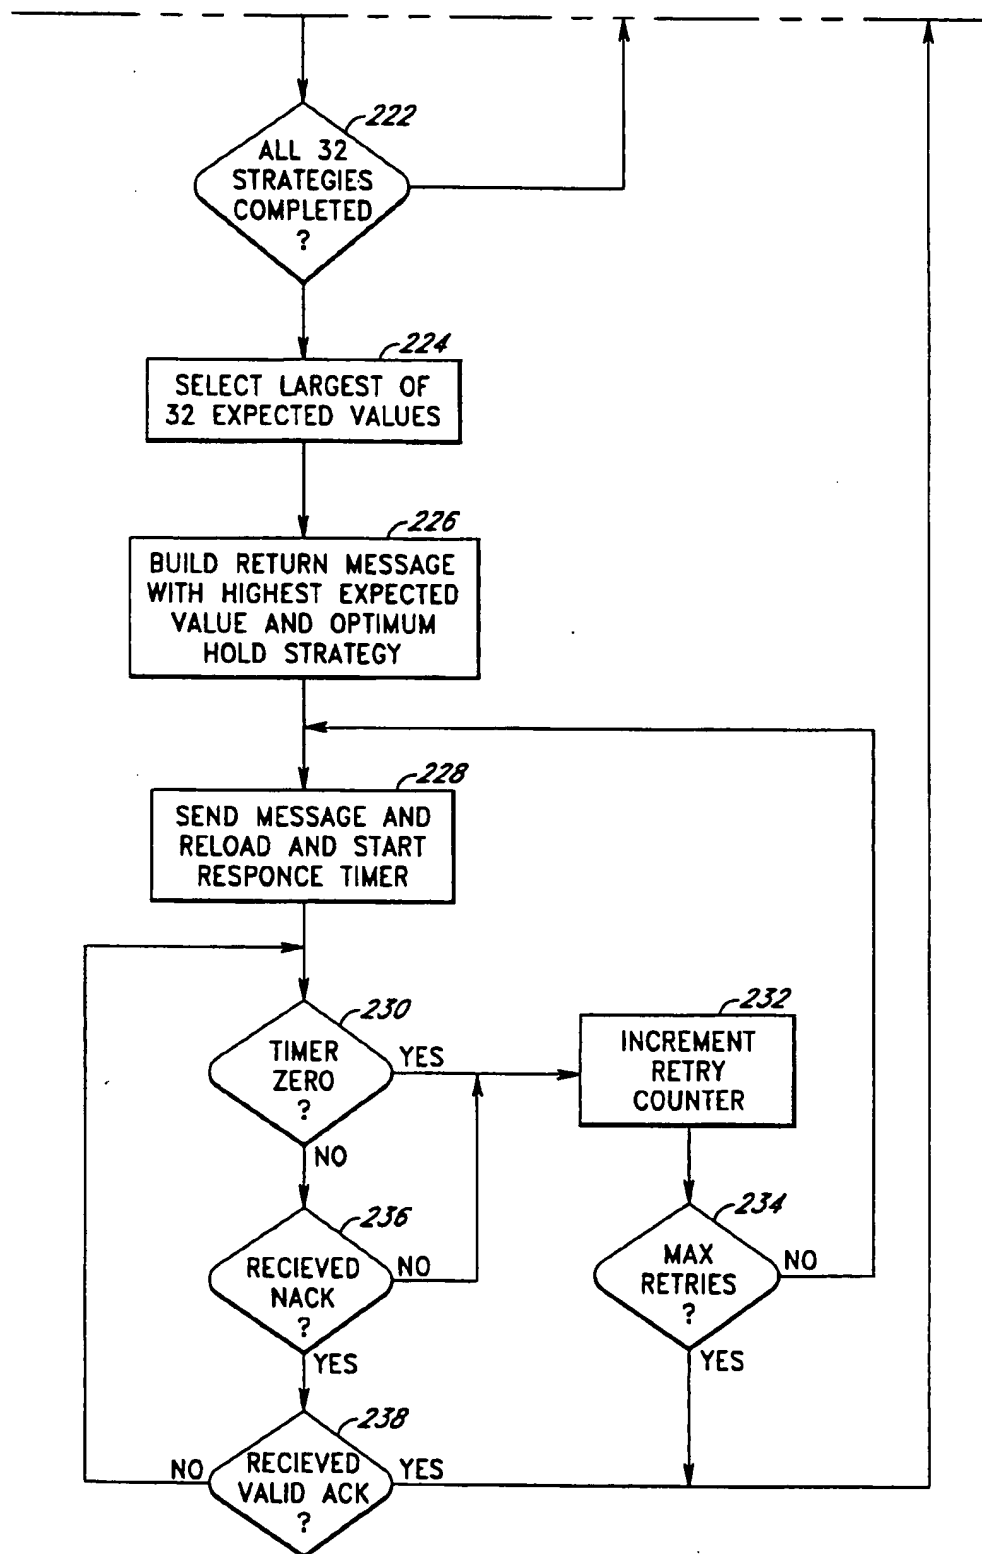 222
ALL 32
STRATEGIES
COMPLETED
?
224
SELECT LARGEST OF
32 EXPECTED VALUES
226
BUILD RETURN MESSAGE
WITH HIGHEST EXPECTED
VALUE AND OPTIMUM
HOLD STRATEGY
228
SEND MESSAGE AND
RELOAD AND START
RESPONCE TIMER
230
TIMER
ZERO
?
YES
NO
232
INCREMENT
RETRY
COUNTER
234
MAX
RETRIES
?
NO
YES
236
RECIEVED
NACK
?
NO
YES
238
RECIEVED
VALID ACK
?
NO
YES